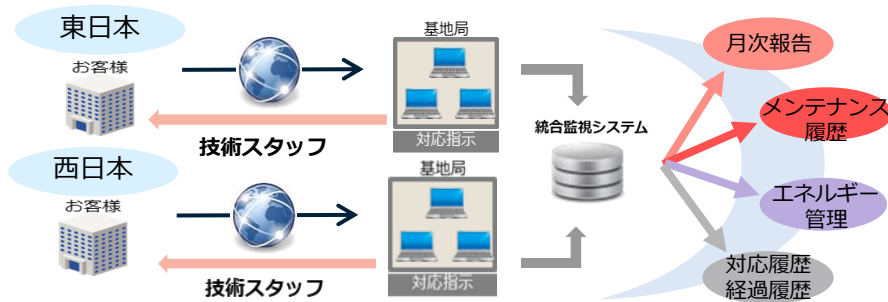 東日本
お客様
基地局
対応指示
技術スタッフ
西日本
お客様
基地局
対応指示
技術スタッフ
統合監視システム
月次報告
メンテナンス
履歴
エネルギー
管理
対応履歴
経過履歴